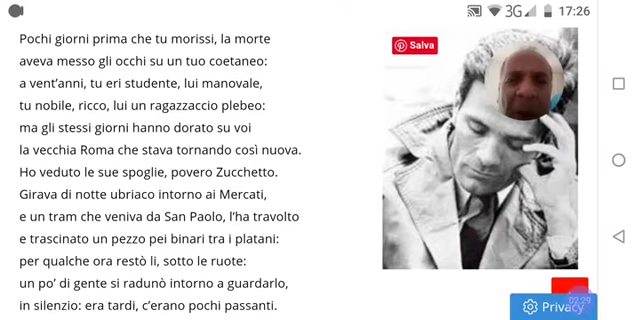 3G 17:26
Pochi giorni prima che tu morissi, la morte
aveva messo gli occhi su un tuo coetaneo:
a vent’anni, tu eri studente, lui manovale,
tu nobile, ricco, lui un ragazzaccio plebeo:
ma gli stessi giorni hanno dorato su voi
la vecchia Roma che stava tornando così nuova.
Ho veduto le sue spoglie, povero Zucchetto.
Girava di notte ubriaco intorno ai Mercati,
e un tram che veniva da San Paolo, l’ha travolto
e trascinato un pezzo pei binari tra i platani:
per qualche ora restò li, sotto le ruote:
un po’ di gente si radunò intorno a guardarlo,
in silenzio: era tardi, c’erano pochi passanti.
Salva
Privacy
02:29